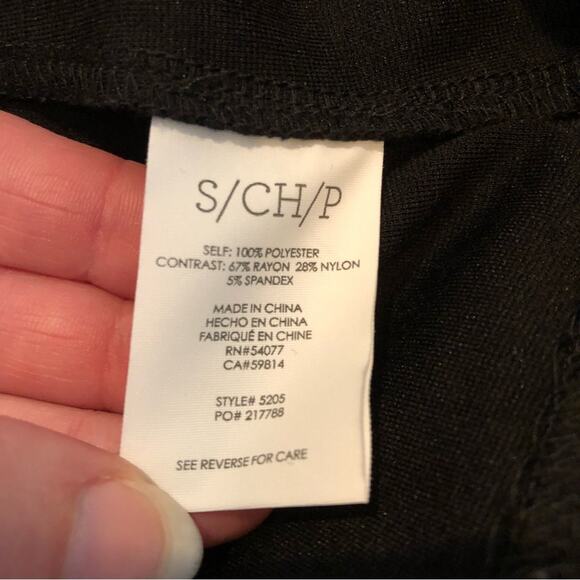 S/CH/P
SELF: 100% POLYESTER
CONTRAST: 67% RAYON 28% NYLON
5% SPANDEX
MADE IN CHINA
HECHO EN CHINA
FABRIQUÉ EN CHINE
RN#54077
CA#59814
STYLE# 5205
PO# 217788
SEE REVERSE FOR CARE